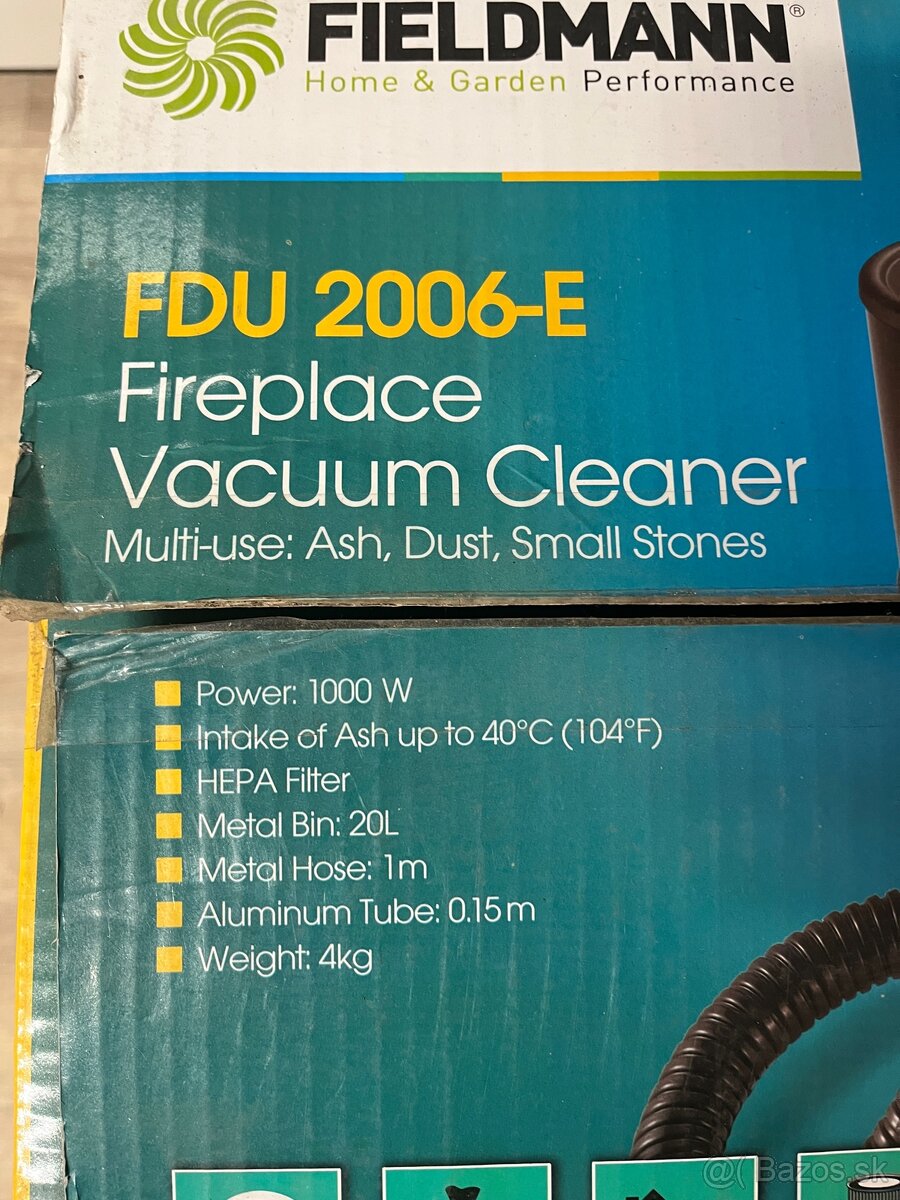 FIELDMANN®
Home & Garden Performance
FDU 2006-E
Fireplace
Vacuum Cleaner
Multi-use: Ash, Dust, Small Stones
Power: 1000 W
Intake of Ash up to 40°C (104°F)
HEPA Filter
Metal Bin: 20L
Metal Hose: 1m
Aluminum Tube: 0.15m
Weight: 4kg
@( Bazos.sk